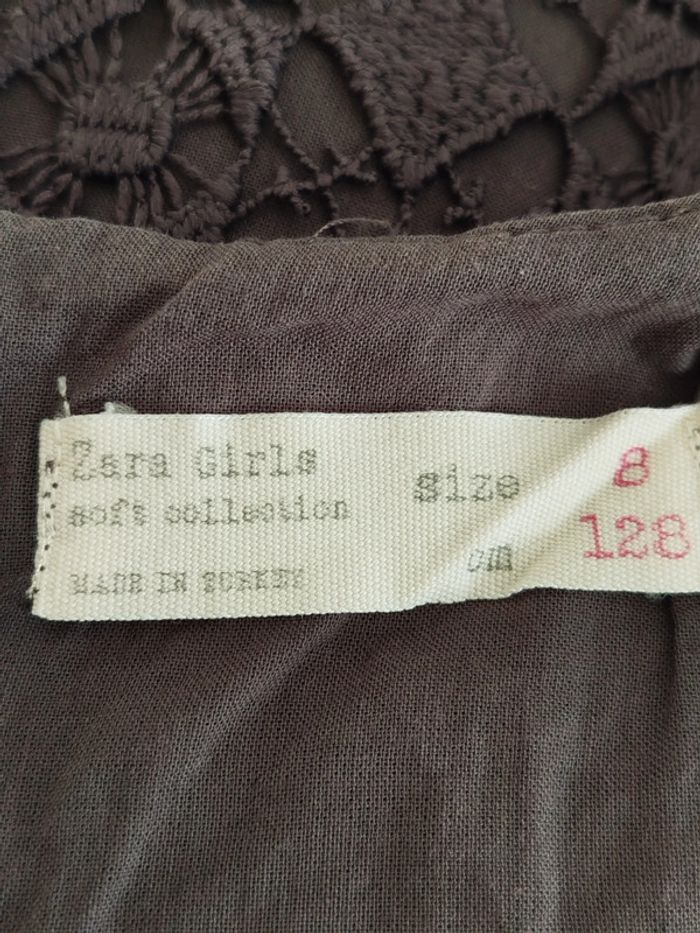 Zara Girls
soft collection
MADE IN TURKEY
size 8
cm 128